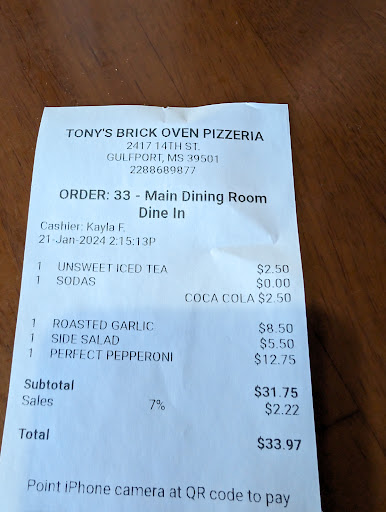 TONY'S BRICK OVEN PIZZERIA
2417 14TH ST.
GULFPORT, MS 39501
2288689877
ORDER: 33 - Main Dining Room
Dine In
Cashier: Kayla F.
21-Jan-2024 2:15:13P
1 UNSWEET ICED TEA $2.50
1 SODAS $0.00
COCA COLA $2.50
1 ROASTED GARLIC $8.50
1 SIDE SALAD $5.50
1 PERFECT PEPPERONI $12.75
Subtotal $31.75
Sales 7% $2.22
Total $33.97
Point iPhone camera at QR code to pay